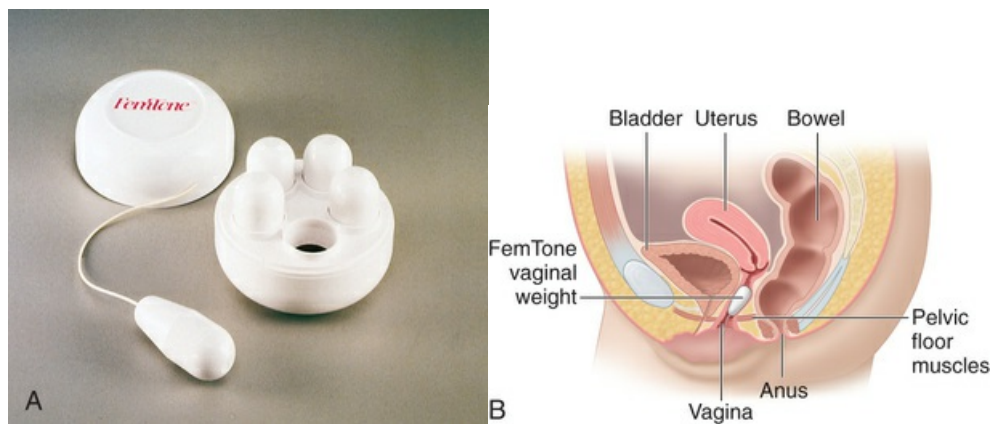 FemTone
A
Bladder
Uterus
Bowel
FemTone
vaginal
weight
Pelvic
floor
muscles
Anus
Vagina
B